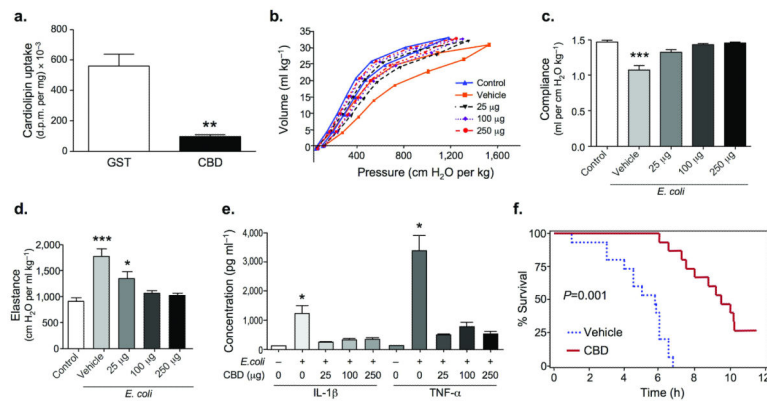 a.
Cardiolipin uptake
(d.p.m. per mg) × 10⁻³
800
600
400
200
0
**
GST
CBD
b.
Volume (ml kg⁻¹)
35
30
25
20
15
10
5
0
Control
Vehicle
25 µg
100 µg
250 µg
400
800
1,200
1,600
Pressure (cm H₂O per kg)
c.
Compliance
(ml per cm H₂O kg⁻¹)
1.5
1.0
0.5
0
***
Control
Vehicle
25 µg
100 µg
250 µg
E. coli
d.
Elastance
(cm H₂O per ml kg⁻¹)
2,000
1,500
1,000
500
0
***
*
Control
Vehicle
25 µg
100 µg
250 µg
E. coli
e.
Concentration (pg ml⁻¹)
4,000
3,000
2,000
1,000
0
*
*
– + + + + – + + + + E.coli
0 0 25 100 250 0 0 25 100 250 CBD (µg)
IL-1β
TNF-α
f.
% Survival
100
75
50
25
0
P=0.001
Vehicle
CBD
0 2 4 6 8 10 12
Time (h)